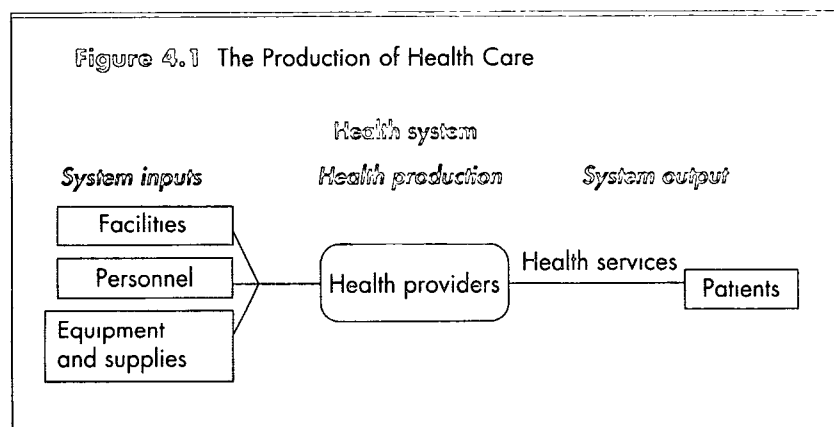 Figure 4.1 The Production of Health Care
Health system
System inputs
Health production
System output
Facilities
Personnel
Equipment
and supplies
Health providers
Health services
Patients